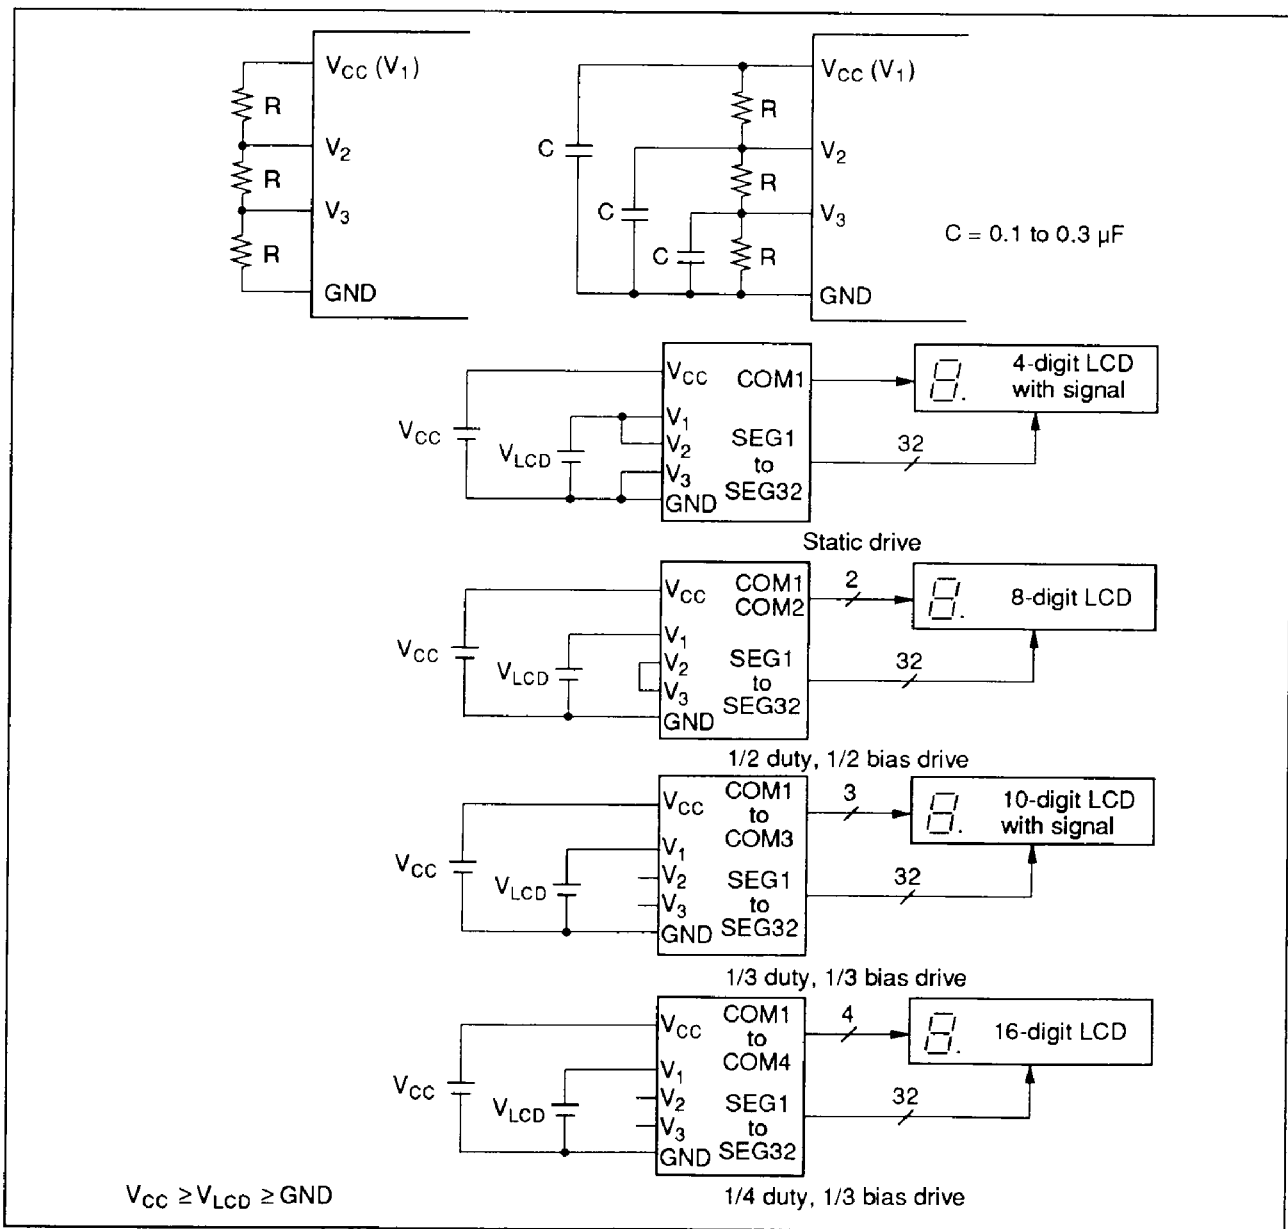 V_CC (V_1)
R
V_2
R
V_3
R
GND
V_CC (V_1)
R
C
V_2
R
C
V_3
C
R
GND
C = 0.1 to 0.3 µF
V_CC
COM1
4-digit LCD
with signal
V_CC
V_1
V_2
V_LCD
V_3
GND
SEG1
to
SEG32
32
Static drive
V_CC
COM1
COM2
2
8-digit LCD
V_CC
V_1
V_2
V_LCD
V_3
GND
SEG1
to
SEG32
32
1/2 duty, 1/2 bias drive
V_CC
COM1
to
COM3
3
10-digit LCD
with signal
V_CC
V_1
V_2
V_LCD
V_3
GND
SEG1
to
SEG32
32
1/3 duty, 1/3 bias drive
V_CC
COM1
to
COM4
4
16-digit LCD
V_CC
V_1
V_2
V_LCD
V_3
GND
SEG1
to
SEG32
32
V_CC ≥ V_LCD ≥ GND
1/4 duty, 1/3 bias drive